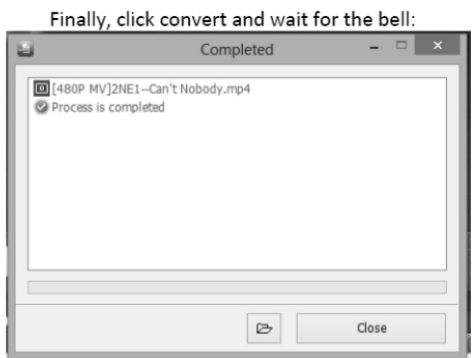 Finally, click convert and wait for the bell:
Completed
[480P MV]2NE1--Can't Nobody.mp4
Process is completed
Close